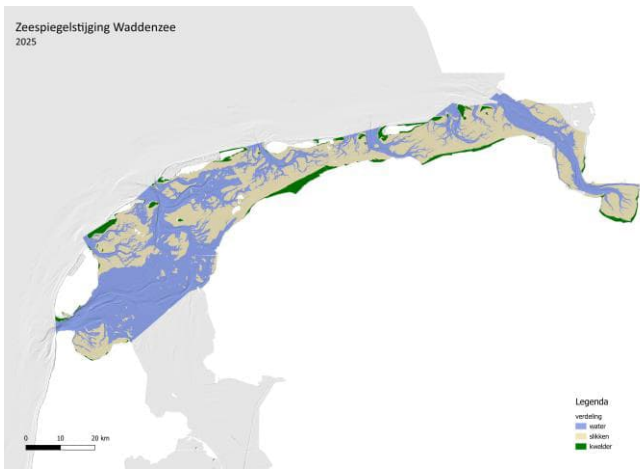 Zeespiegelstijging Waddenzee
2025
Legenda
verdeling
water
slikken
kwelder
0 10 20 km